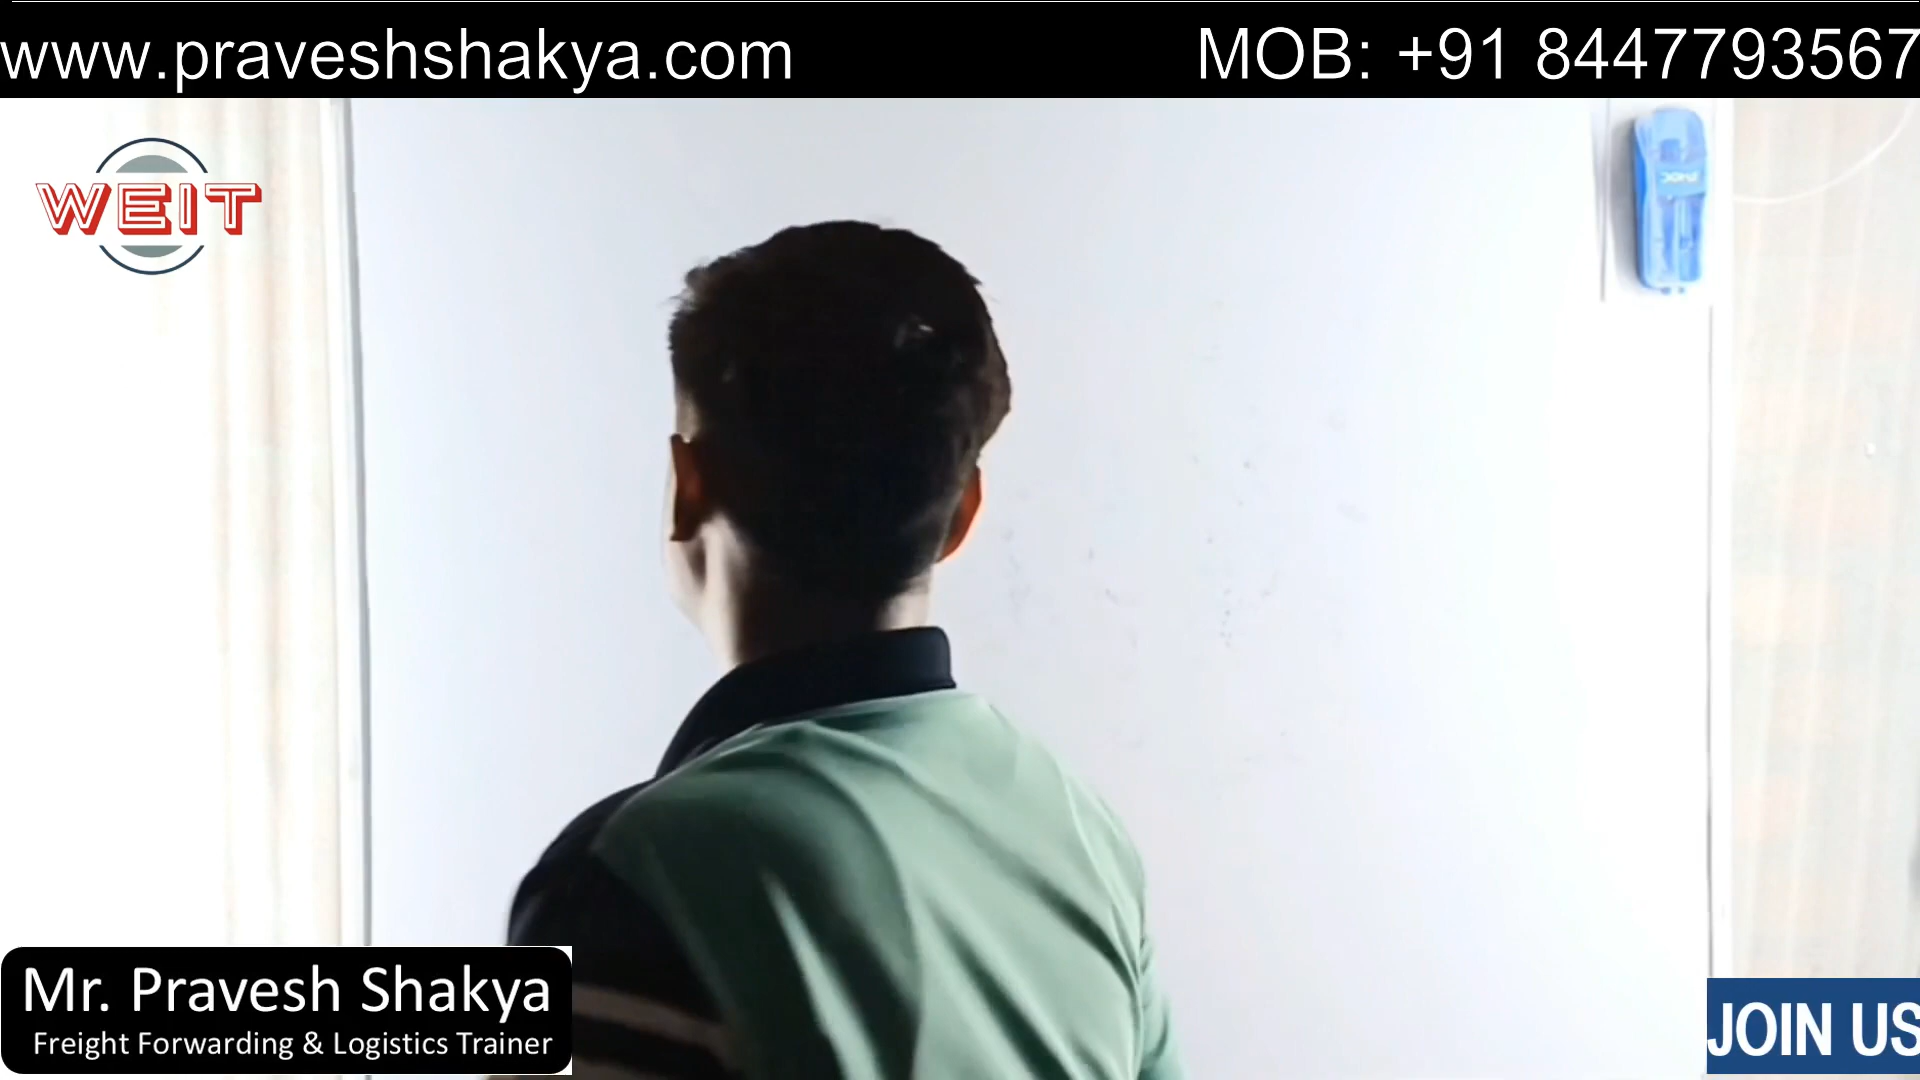 www.praveshshakya.com
MOB: +91 8447793567
WEIT
Mr. Pravesh Shakya
Freight Forwarding & Logistics Trainer
JOIN US